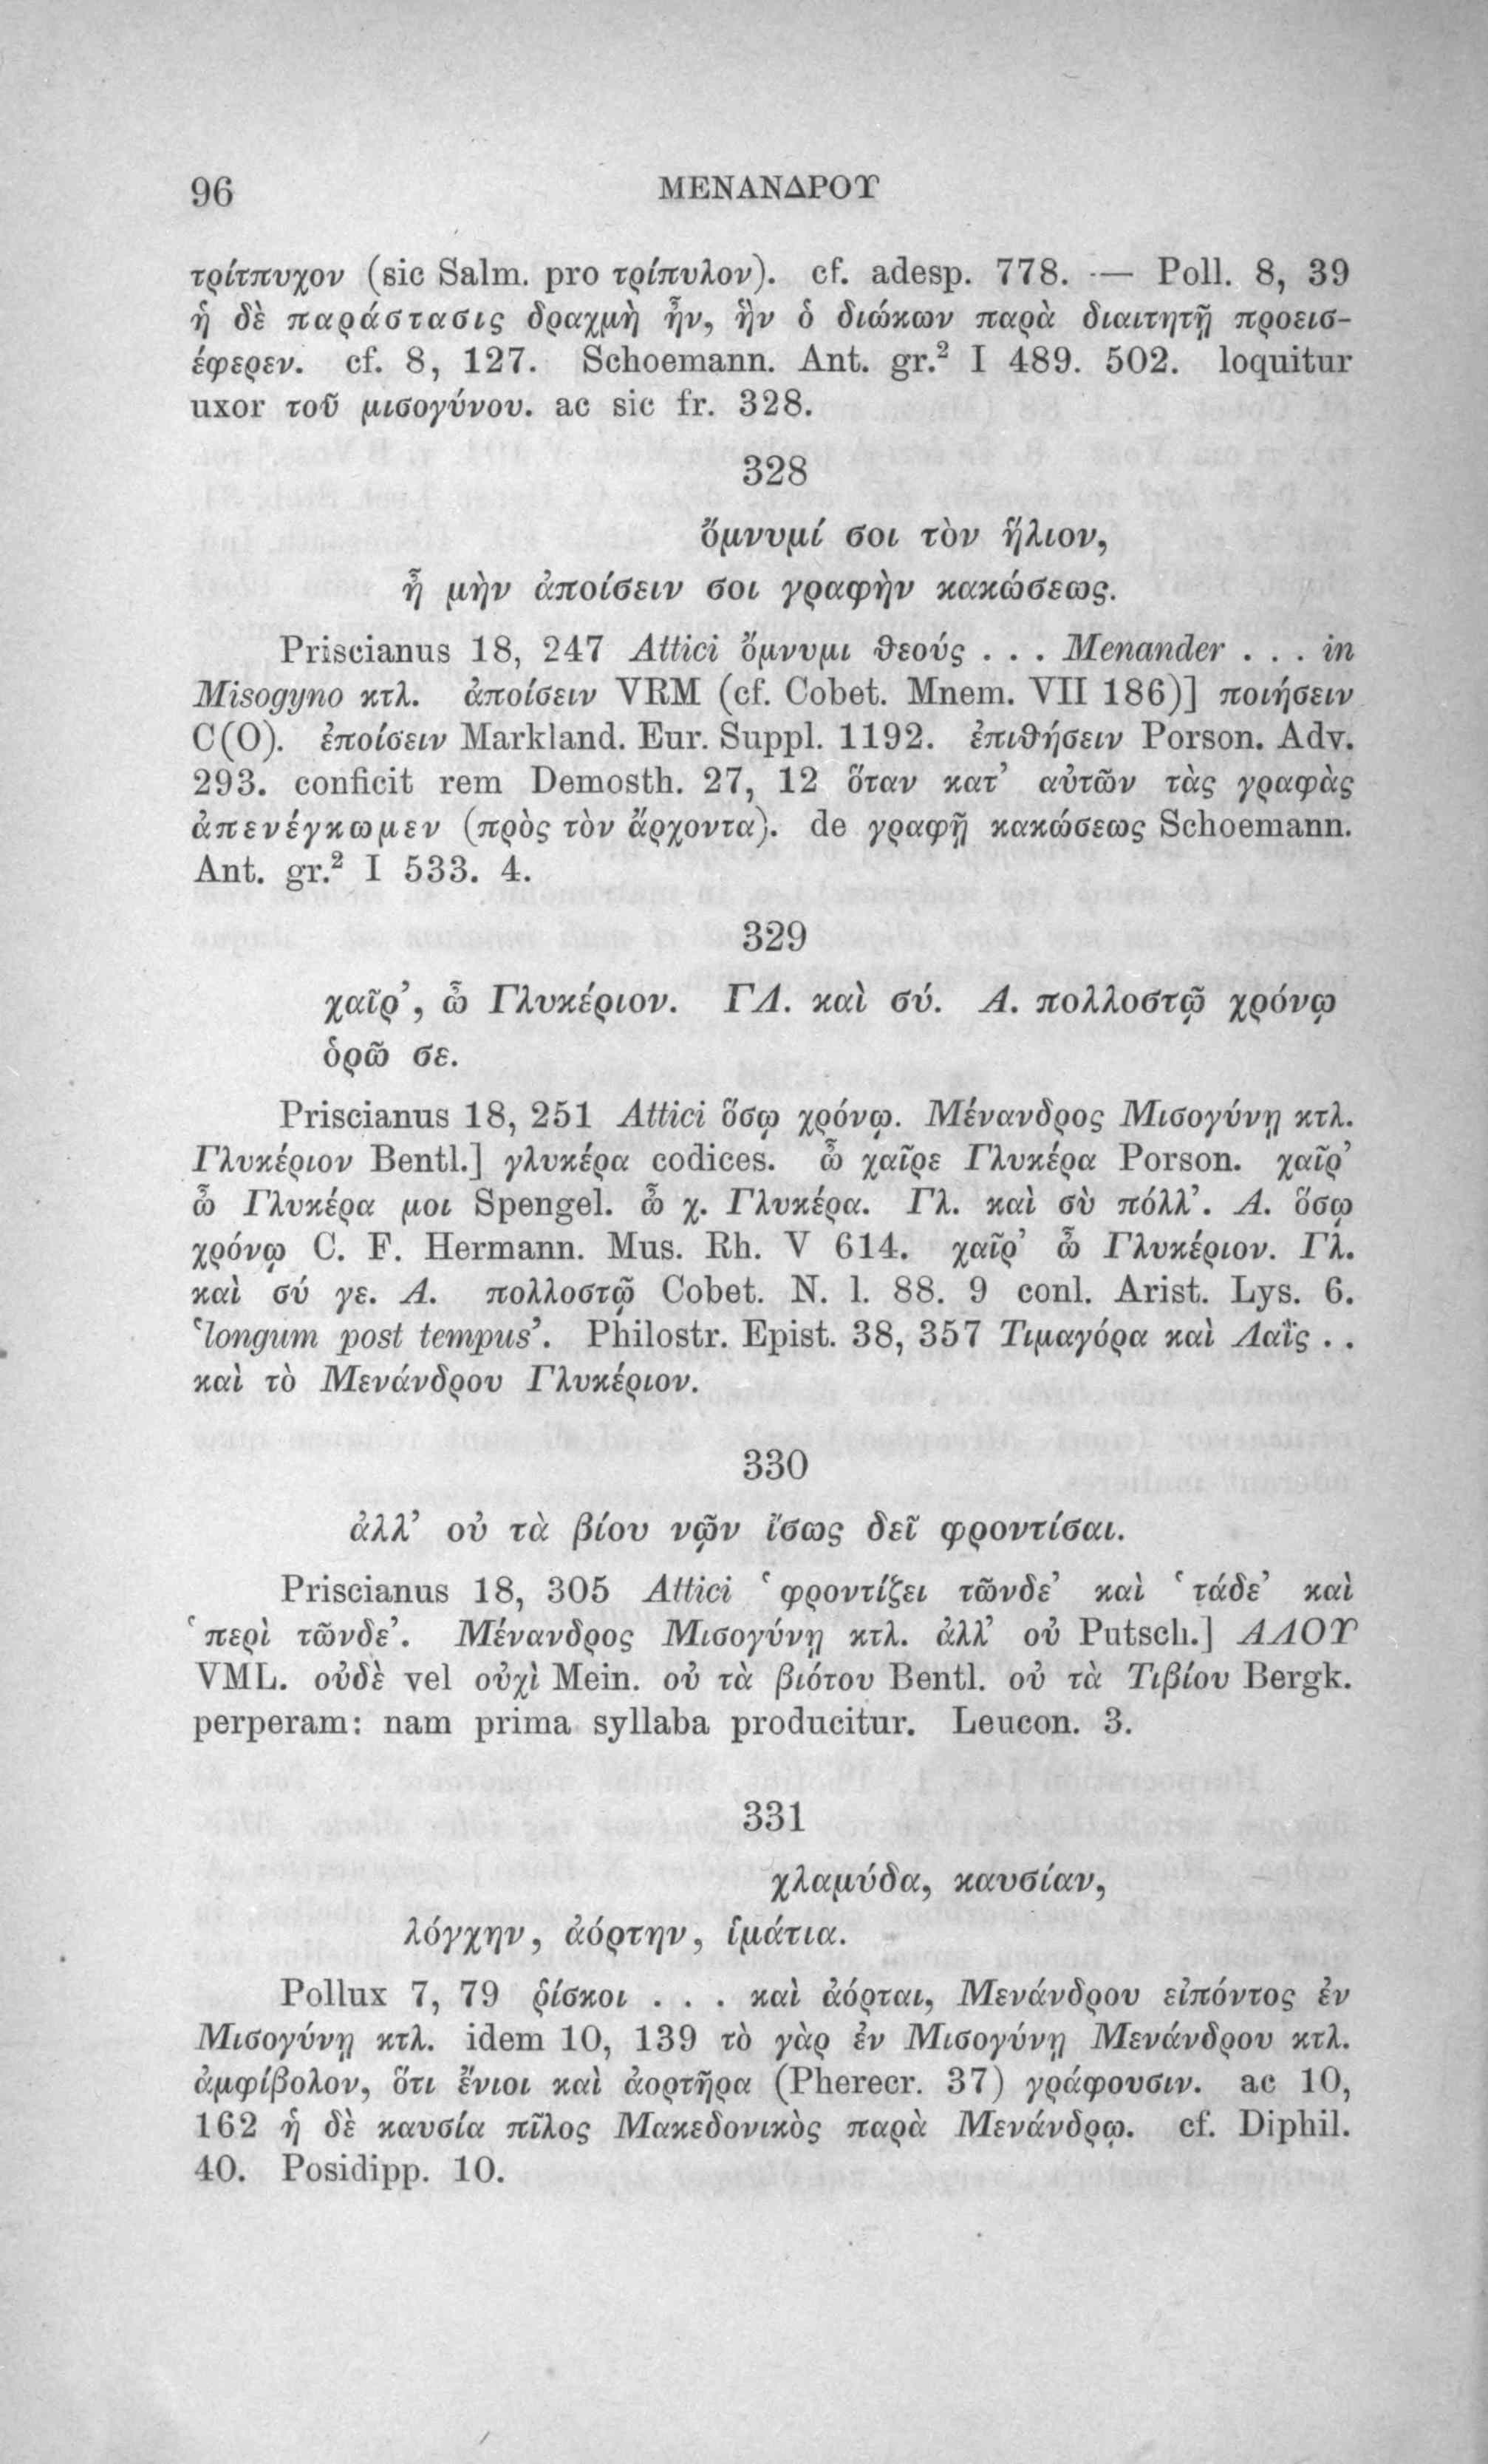 96 ΜΕΝΑΝΔΡΟΥ
τρίτπυχον (sic Salm. pro τρίπυλον). cf. adesp. 778. — Poll. 8, 39
ἡ δὲ παράστασις δραχμὴ ἦν, ἣν ὁ διώκων παρὰ διαιτητῇ προεισ-
έφερεν. cf. 8, 127. Schoemann. Ant. gr.² I 489. 502. loquitur
uxor τοῦ μισογύνου. ac sic fr. 328.
328
ὄμνυμί σοι τὸν ἥλιον,
ἦ μὴν ἀποίσειν σοι γραφὴν κακώσεως.
Priscianus 18, 247 Attici ὄμνυμι θεούς . . . Menander . . . in
Misogyno κτλ. ἀποίσειν VRM (cf. Cobet. Mnem. VII 186)] ποιήσειν
C(O). ἐποίσειν Markland. Eur. Suppl. 1192. ἐπιθήσειν Porson. Adv.
293. conficit rem Demosth. 27, 12 ὅταν κατ’ αὐτῶν τὰς γραφὰς
ἀπενέγκωμεν (πρὸς τὸν ἄρχοντα). de γραφῇ κακώσεως Schoemann.
Ant. gr.² I 533. 4.
329
χαῖρ’, ὦ Γλυκέριον. ΓΛ. καὶ σύ. Α. πολλοστῷ χρόνῳ
ὁρῶ σε.
Priscianus 18, 251 Attici ὅσῳ χρόνῳ. Μένανδρος Μισογύνῃ κτλ.
Γλυκέριον Bentl.] γλυκέρα codices. ὦ χαῖρε Γλυκέρα Porson. χαῖρ’
ὦ Γλυκέρα μοι Spengel. ὦ χ. Γλυκέρα. Γλ. καὶ σὺ πόλλ’. Α. ὅσῳ
χρόνῳ C. F. Hermann. Mus. Rh. V 614. χαῖρ’ ὦ Γλυκέριον. Γλ.
καὶ σύ γε. Α. πολλοστῷ Cobet. N. l. 88. 9 conl. Arist. Lys. 6.
‘longum post tempus’. Philostr. Epist. 38, 357 Τιμαγόρα καὶ Λαΐς . .
καὶ τὸ Μενάνδρου Γλυκέριον.
330
ἀλλ’ οὐ τὰ βίου νῷν ἴσως δεῖ φροντίσαι.
Priscianus 18, 305 Attici ‘φροντίζει τῶνδε’ καὶ ‘τάδε’ καὶ
‘περὶ τῶνδε’. Μένανδρος Μισογύνῃ κτλ. ἀλλ’ οὐ Putsch.] ΑΛΟΥ
VML. οὐδὲ vel οὐχὶ Mein. οὐ τὰ βιότου Bentl. οὐ τὰ Τιβίου Bergk.
perperam: nam prima syllaba producitur. Leucon. 3.
331
χλαμύδα, καυσίαν,
λόγχην, ἀόρτην, ἱμάτια.
Pollux 7, 79 ῥίσκοι . . . καὶ ἀόρται, Μενάνδρου εἰπόντος ἐν
Μισογύνῃ κτλ. idem 10, 139 τὸ γὰρ ἐν Μισογύνῃ Μενάνδρου κτλ.
ἀμφίβολον, ὅτι ἔνιοι καὶ ἀορτῆρα (Pherecr. 37) γράφουσιν. ac 10,
162 ἡ δὲ καυσία πῖλος Μακεδονικὸς παρὰ Μενάνδρῳ. cf. Diphil.
40. Posidipp. 10.